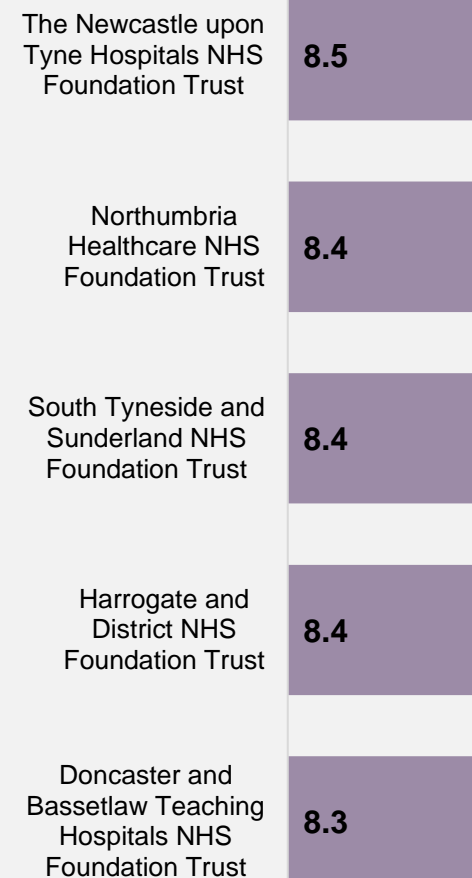 The Newcastle upon
Tyne Hospitals NHS
Foundation Trust
8.5
Northumbria
Healthcare NHS
Foundation Trust
8.4
South Tyneside and
Sunderland NHS
Foundation Trust
8.4
Harrogate and
District NHS
Foundation Trust
8.4
Doncaster and
Bassetlaw Teaching
Hospitals NHS
Foundation Trust
8.3